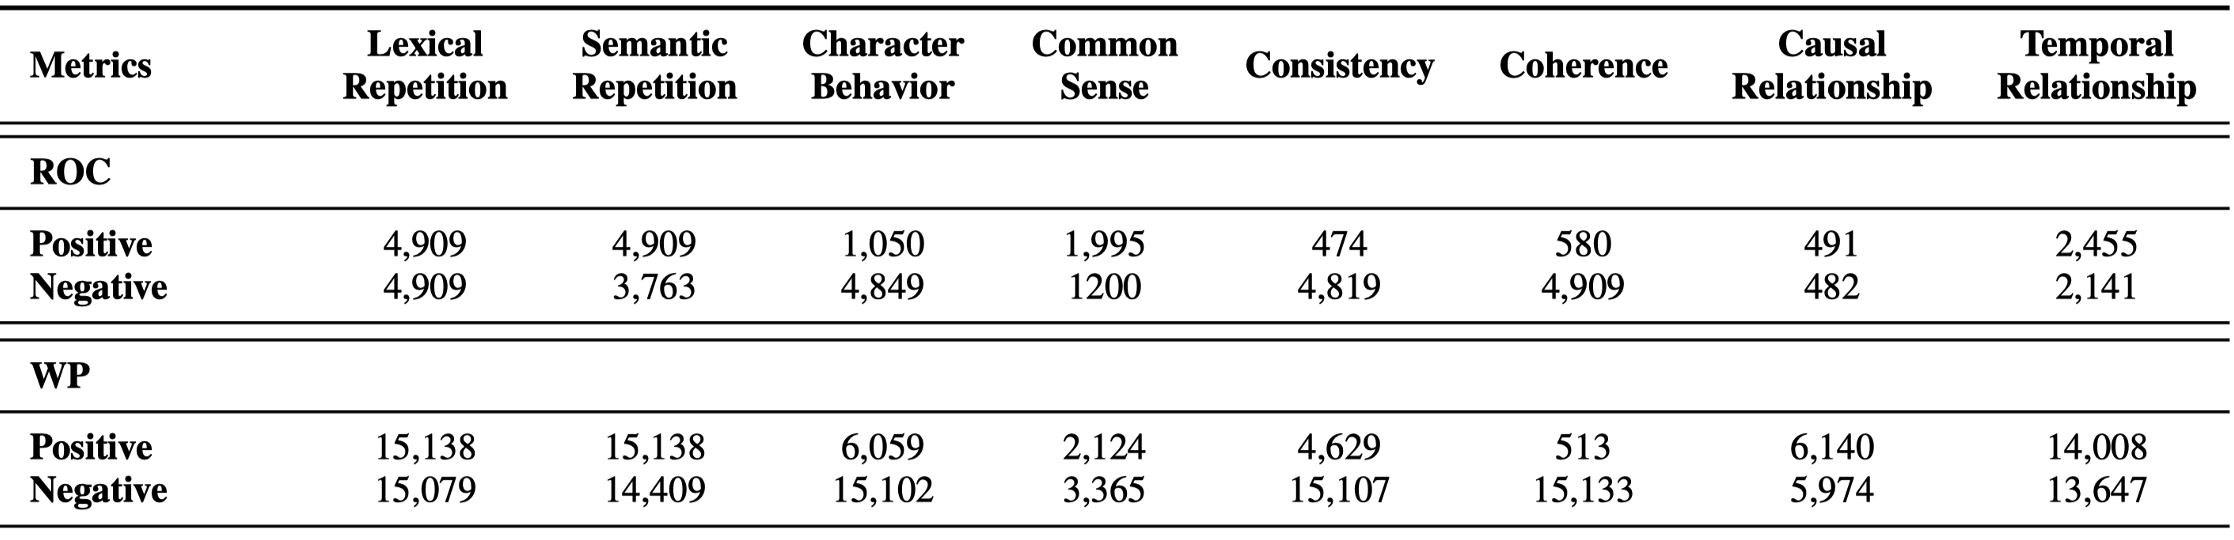 Metrics Lexical Repetition Semantic Repetition Character Behavior Common Sense Consistency Coherence Causal Relationship Temporal Relationship
ROC
Positive 4,909 4,909 1,050 1,995 474 580 491 2,455
Negative 4,909 3,763 4,849 1200 4,819 4,909 482 2,141
WP
Positive 15,138 15,138 6,059 2,124 4,629 513 6,140 14,008
Negative 15,079 14,409 15,102 3,365 15,107 15,133 5,974 13,647